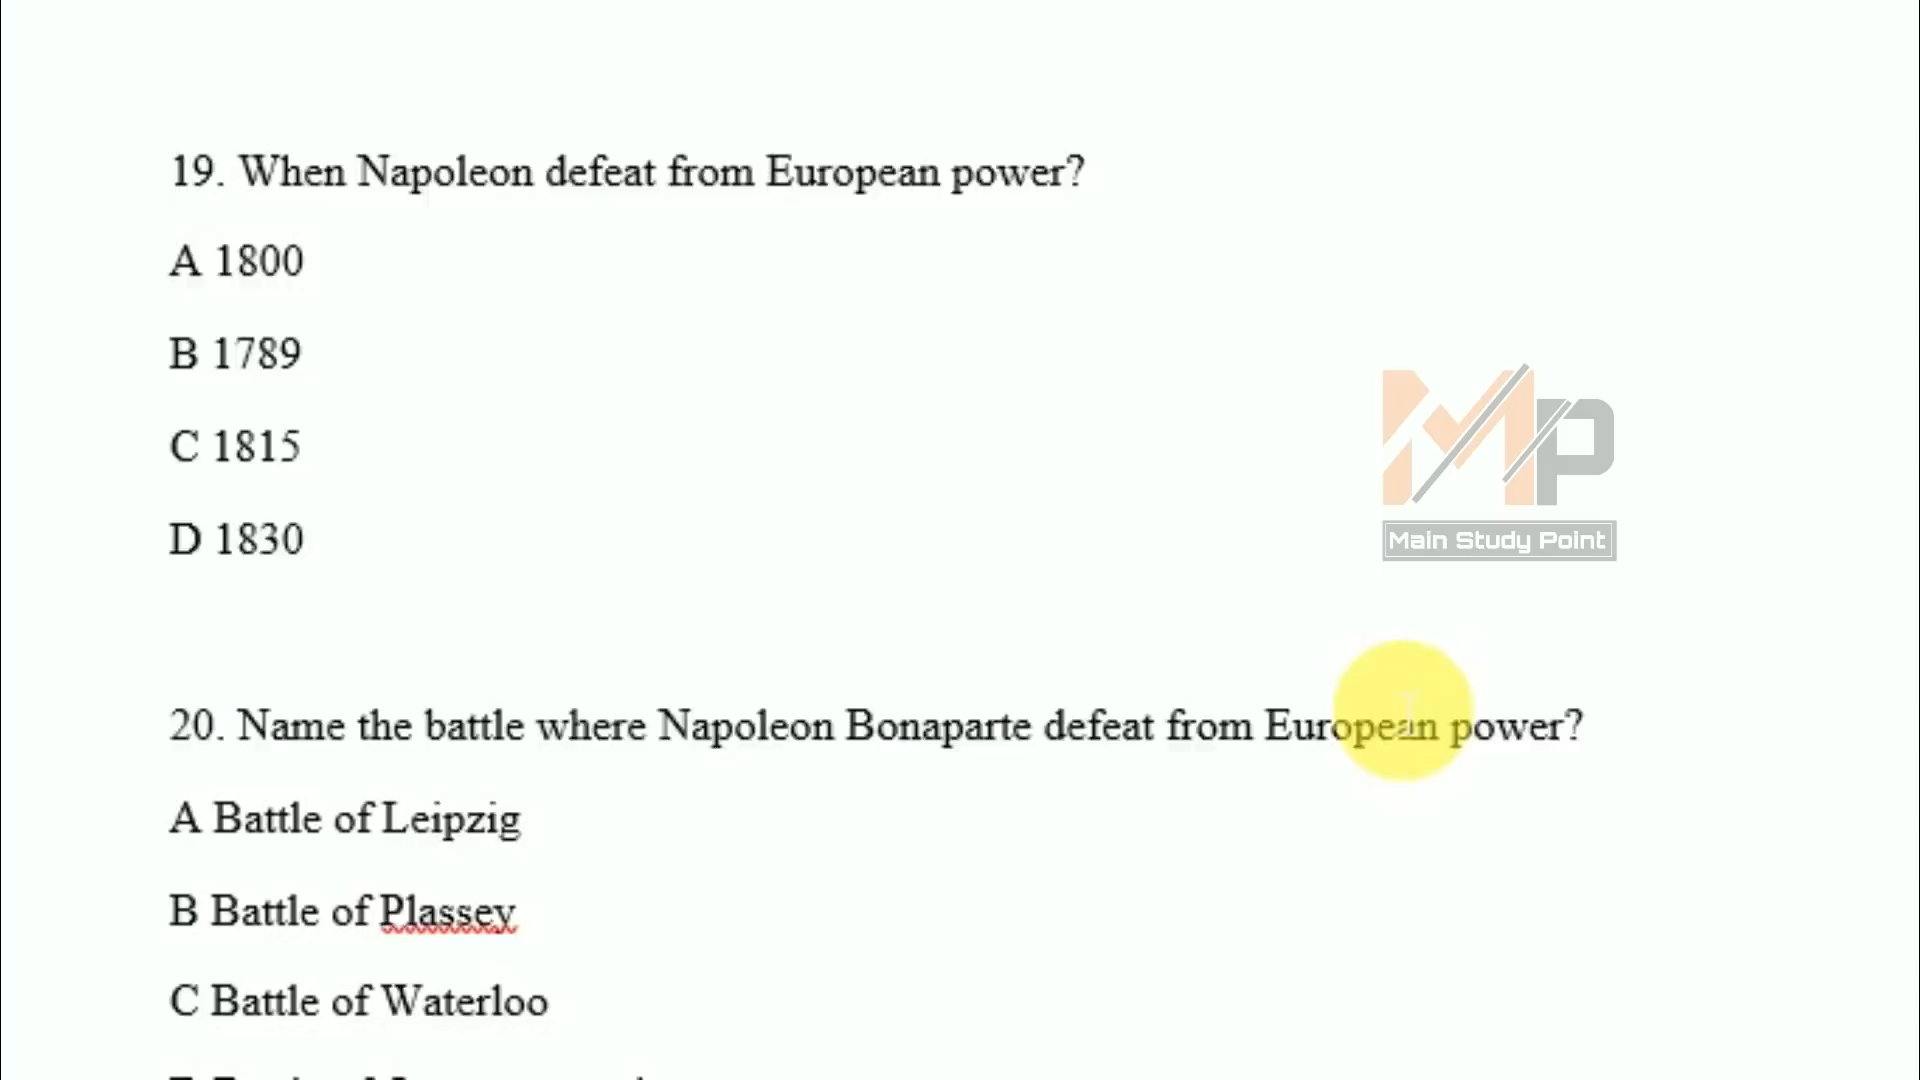 19. When Napoleon defeat from European power?
A 1800
B 1789
C 1815
D 1830
MP
Main Study Point
20. Name the battle where Napoleon Bonaparte defeat from European power?
A Battle of Leipzig
B Battle of Plassey
C Battle of Waterloo